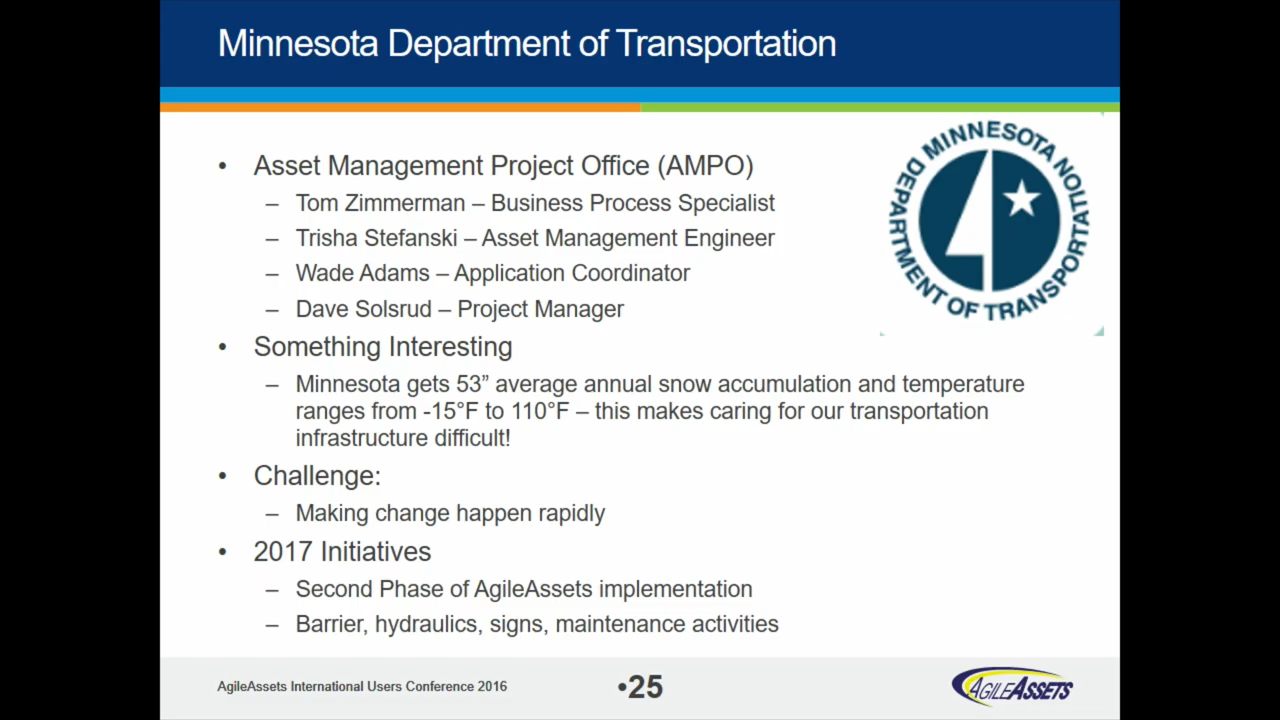 Minnesota Department of Transportation
• Asset Management Project Office (AMPO)
– Tom Zimmerman – Business Process Specialist
– Trisha Stefanski – Asset Management Engineer
– Wade Adams – Application Coordinator
– Dave Solsrud – Project Manager
MINNESOTA DEPARTMENT OF TRANSPORTATION
• Something Interesting
– Minnesota gets 53” average annual snow accumulation and temperature
ranges from -15°F to 110°F – this makes caring for our transportation
infrastructure difficult!
• Challenge:
– Making change happen rapidly
• 2017 Initiatives
– Second Phase of AgileAssets implementation
– Barrier, hydraulics, signs, maintenance activities
AgileAssets International Users Conference 2016
•25
AGILEASSETS